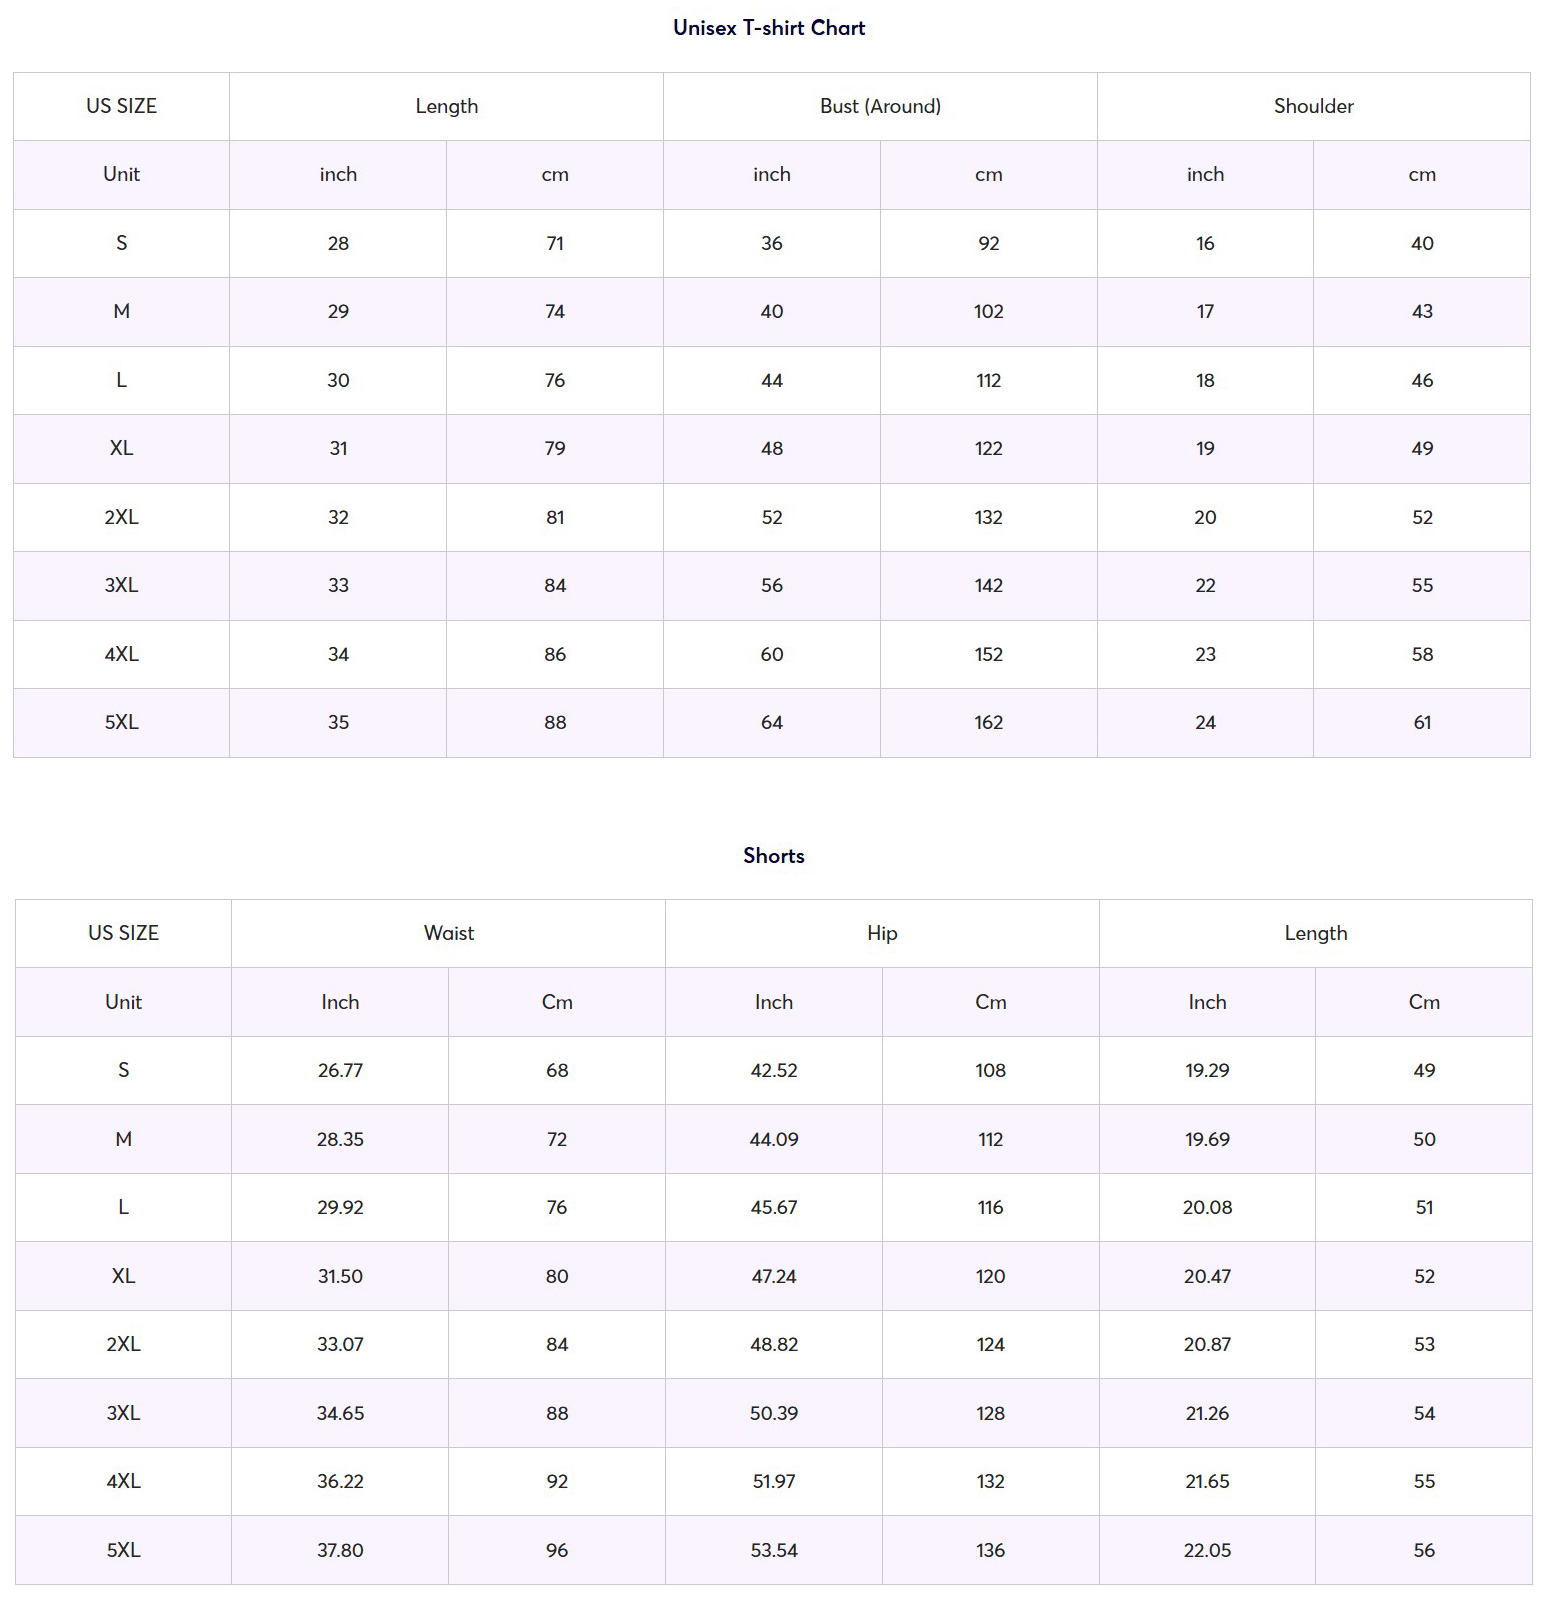 Unisex T-shirt Chart
US SIZE Length Bust (Around) Shoulder
Unit inch cm inch cm inch cm
S 28 71 36 92 16 40
M 29 74 40 102 17 43
L 30 76 44 112 18 46
XL 31 79 48 122 19 49
2XL 32 81 52 132 20 52
3XL 33 84 56 142 22 55
4XL 34 86 60 152 23 58
5XL 35 88 64 162 24 61
Shorts
US SIZE Waist Hip Length
Unit Inch Cm Inch Cm Inch Cm
S 26.77 68 42.52 108 19.29 49
M 28.35 72 44.09 112 19.69 50
L 29.92 76 45.67 116 20.08 51
XL 31.50 80 47.24 120 20.47 52
2XL 33.07 84 48.82 124 20.87 53
3XL 34.65 88 50.39 128 21.26 54
4XL 36.22 92 51.97 132 21.65 55
5XL 37.80 96 53.54 136 22.05 56